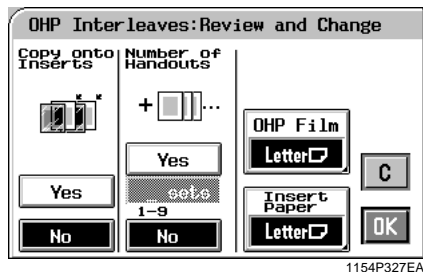 OHP Interleaves:Review and Change
Copy onto
Inserts
Number of
Handouts
+ ...
Yes
No
Yes
sets
1-9
No
OHP Film
Letter
Insert
Paper
Letter
C
OK
1154P327EA